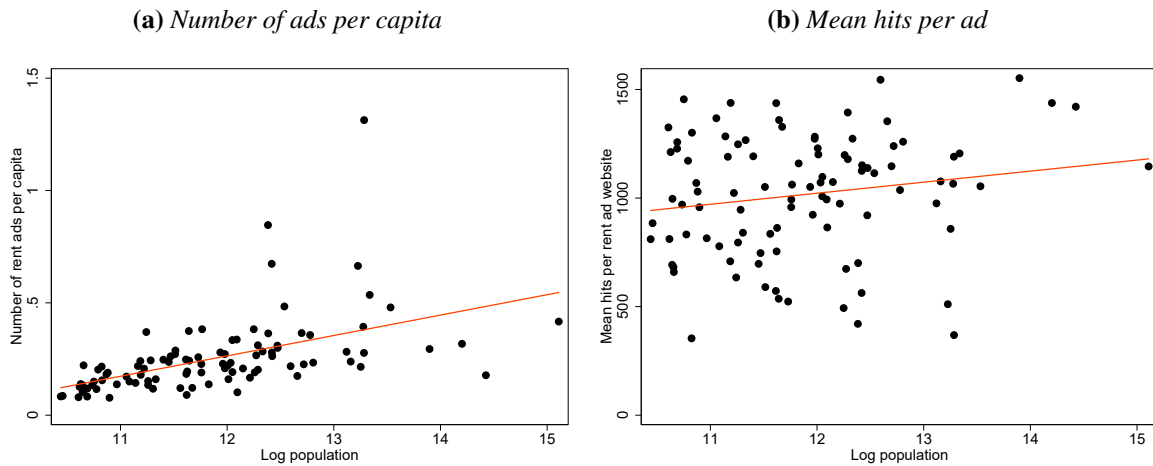 (a) Number of ads per capita
Number of rent ads per capita
1.5
1
.5
0
11 12 13 14 15
Log population
(b) Mean hits per ad
Mean hits per rent ad website
1500
1000
500
0
11 12 13 14 15
Log population